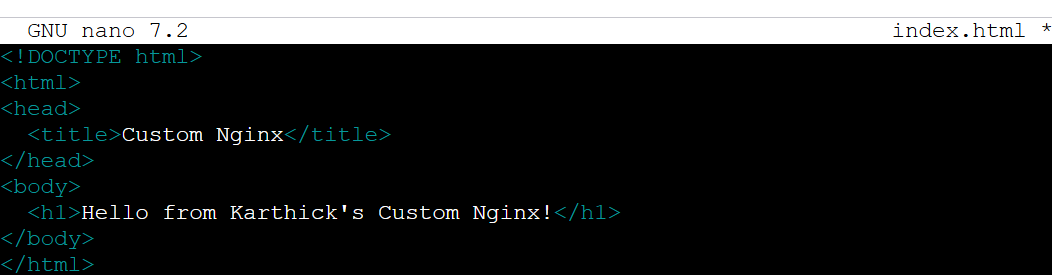 GNU nano 7.2 index.html *
<!DOCTYPE html>
<html>
<head>
  <title>Custom Nginx</title>
</head>
<body>
  <h1>Hello from Karthick's Custom Nginx!</h1>
</body>
</html>